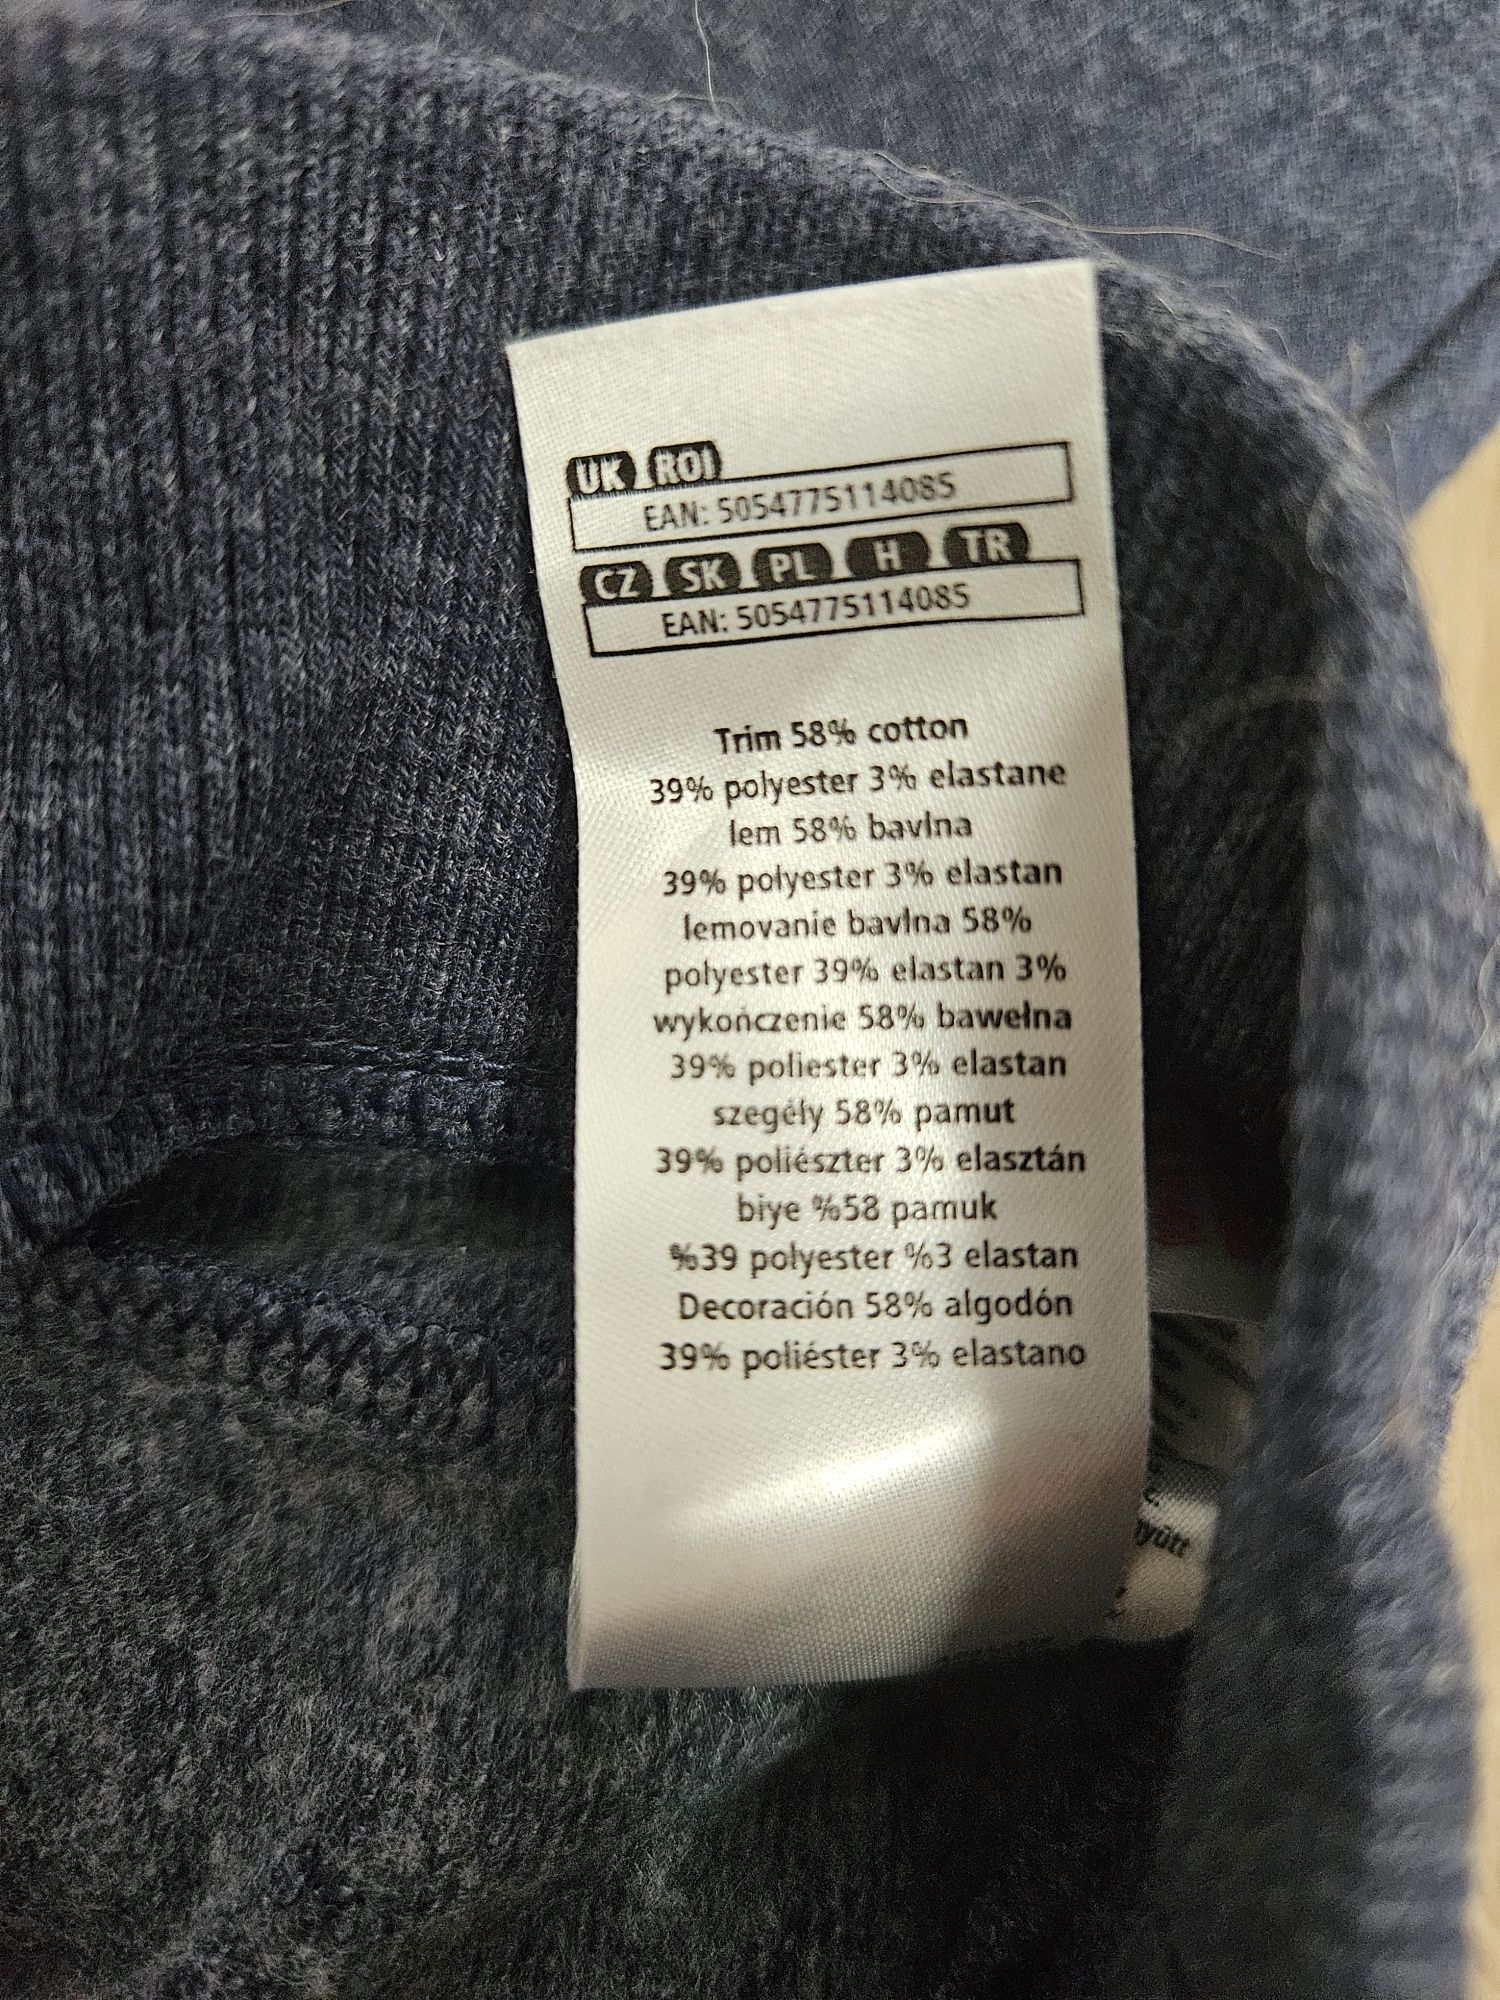 UK ROI
EAN: 5054775114085
CZ SK PL H TR
EAN: 5054775114085
Trim 58% cotton
39% polyester 3% elastane
lem 58% bavlna
39% polyester 3% elastan
lemovanie bavlna 58%
polyester 39% elastan 3%
wykończenie 58% bawełna
39% poliester 3% elastan
szegély 58% pamut
39% poliészter 3% elasztán
biye %58 pamuk
%39 polyester %3 elastan
Decoración 58% algodón
39% poliéster 3% elastano